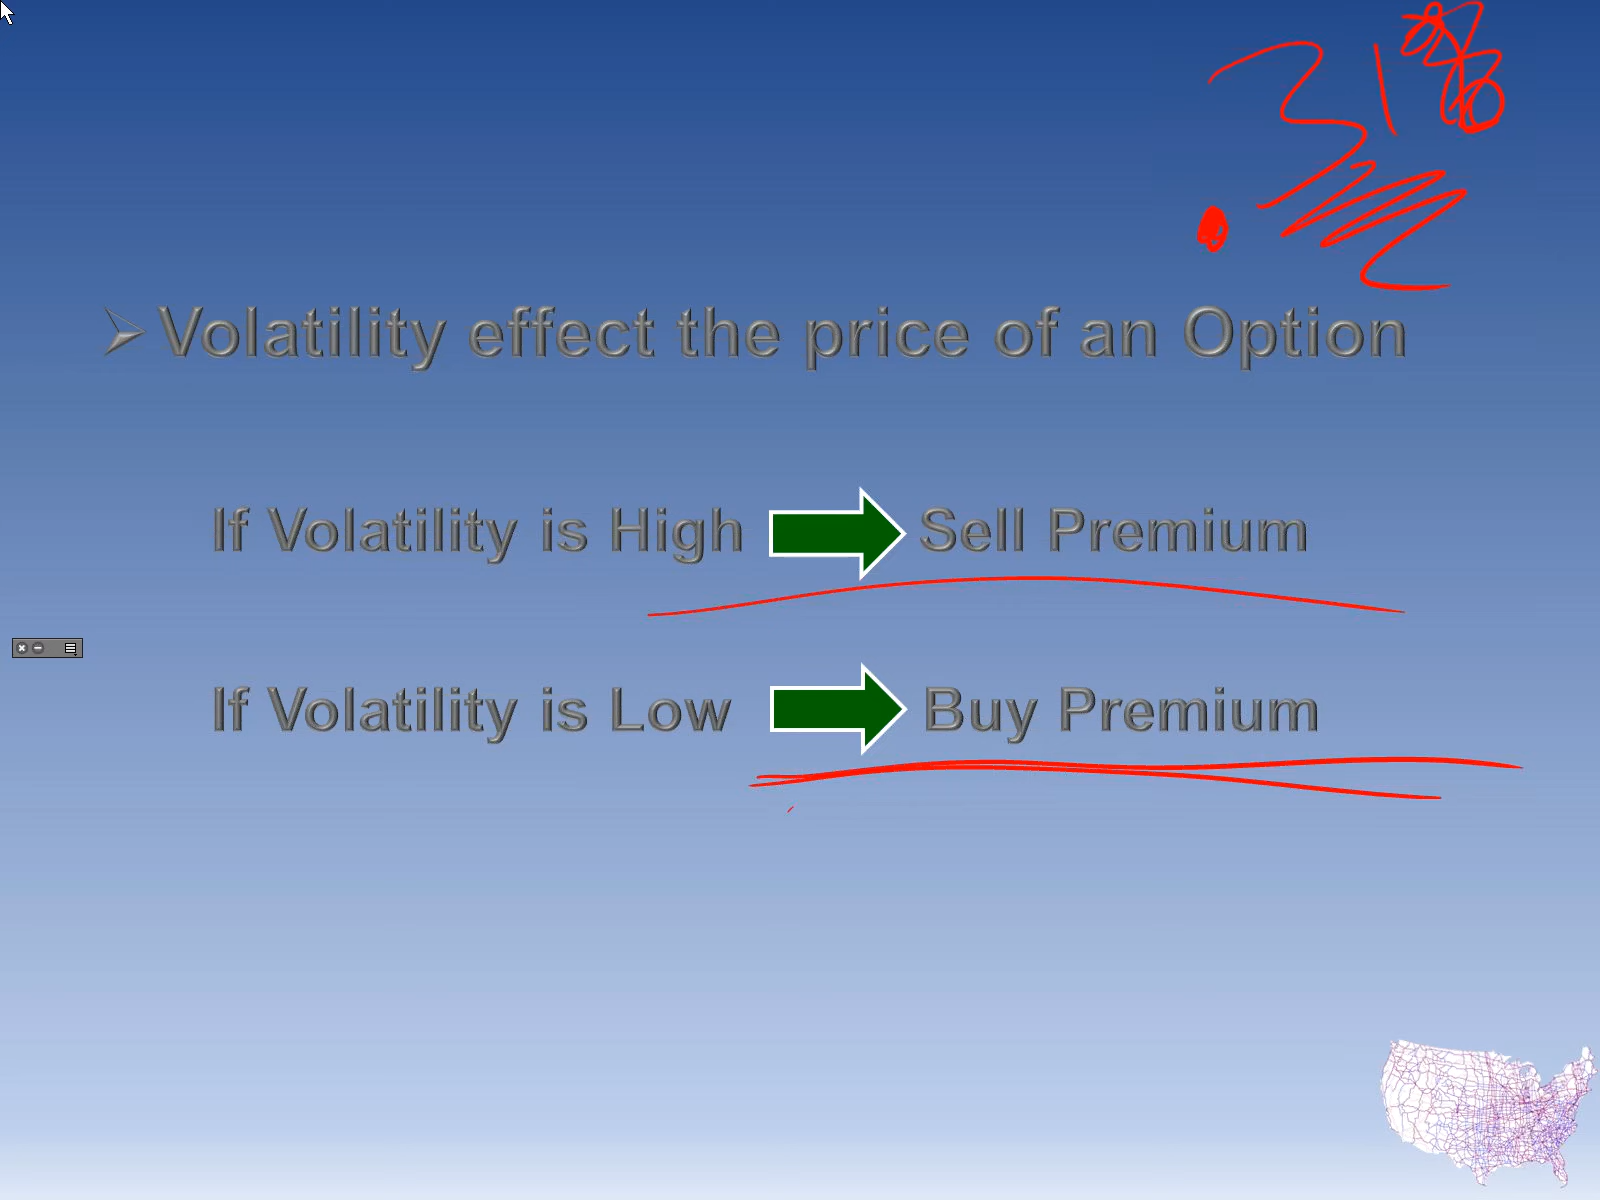 31%
➢Volatility effect the price of an Option
If Volatility is High Sell Premium
If Volatility is Low Buy Premium